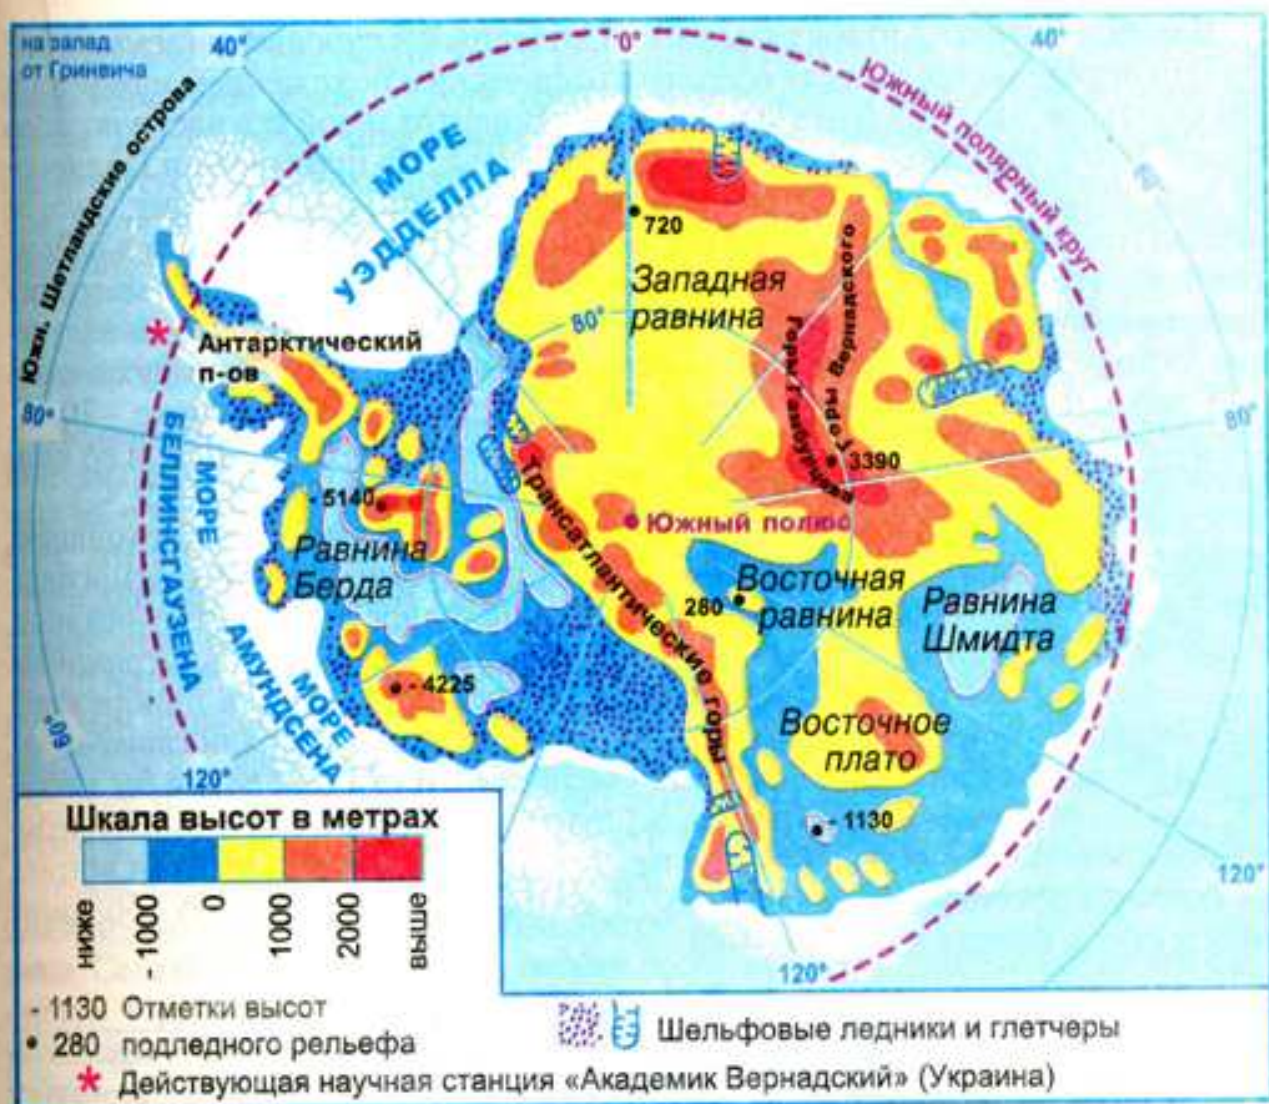 на запад
от Гринвича
40°
0°
40°
Южн. Шетландские острова
Южный полярный круг
МОРЕ
УЭДДЕЛЛА
720
Западная
равнина
80°
Горы Вернадского
Горы Гамбурцева
3390
Антарктический
п-ов
80°
80°
МОРЕ
БЕЛЛИНСГАУЗЕНА
- 5140
Равнина
Берда
Трансатлантические горы
Южный полюс
280
Восточная
равнина
Равнина
Шмидта
МОРЕ
АМУНДСЕНА
- 4225
Восточное
плато
60°
120°
- 1130
120°
120°
Шкала высот в метрах
ниже
- 1000
0
1000
2000
выше
- 1130 Отметки высот
• 280 подледного рельефа
Шельфовые ледники и глетчеры
* Действующая научная станция «Академик Вернадский» (Украина)